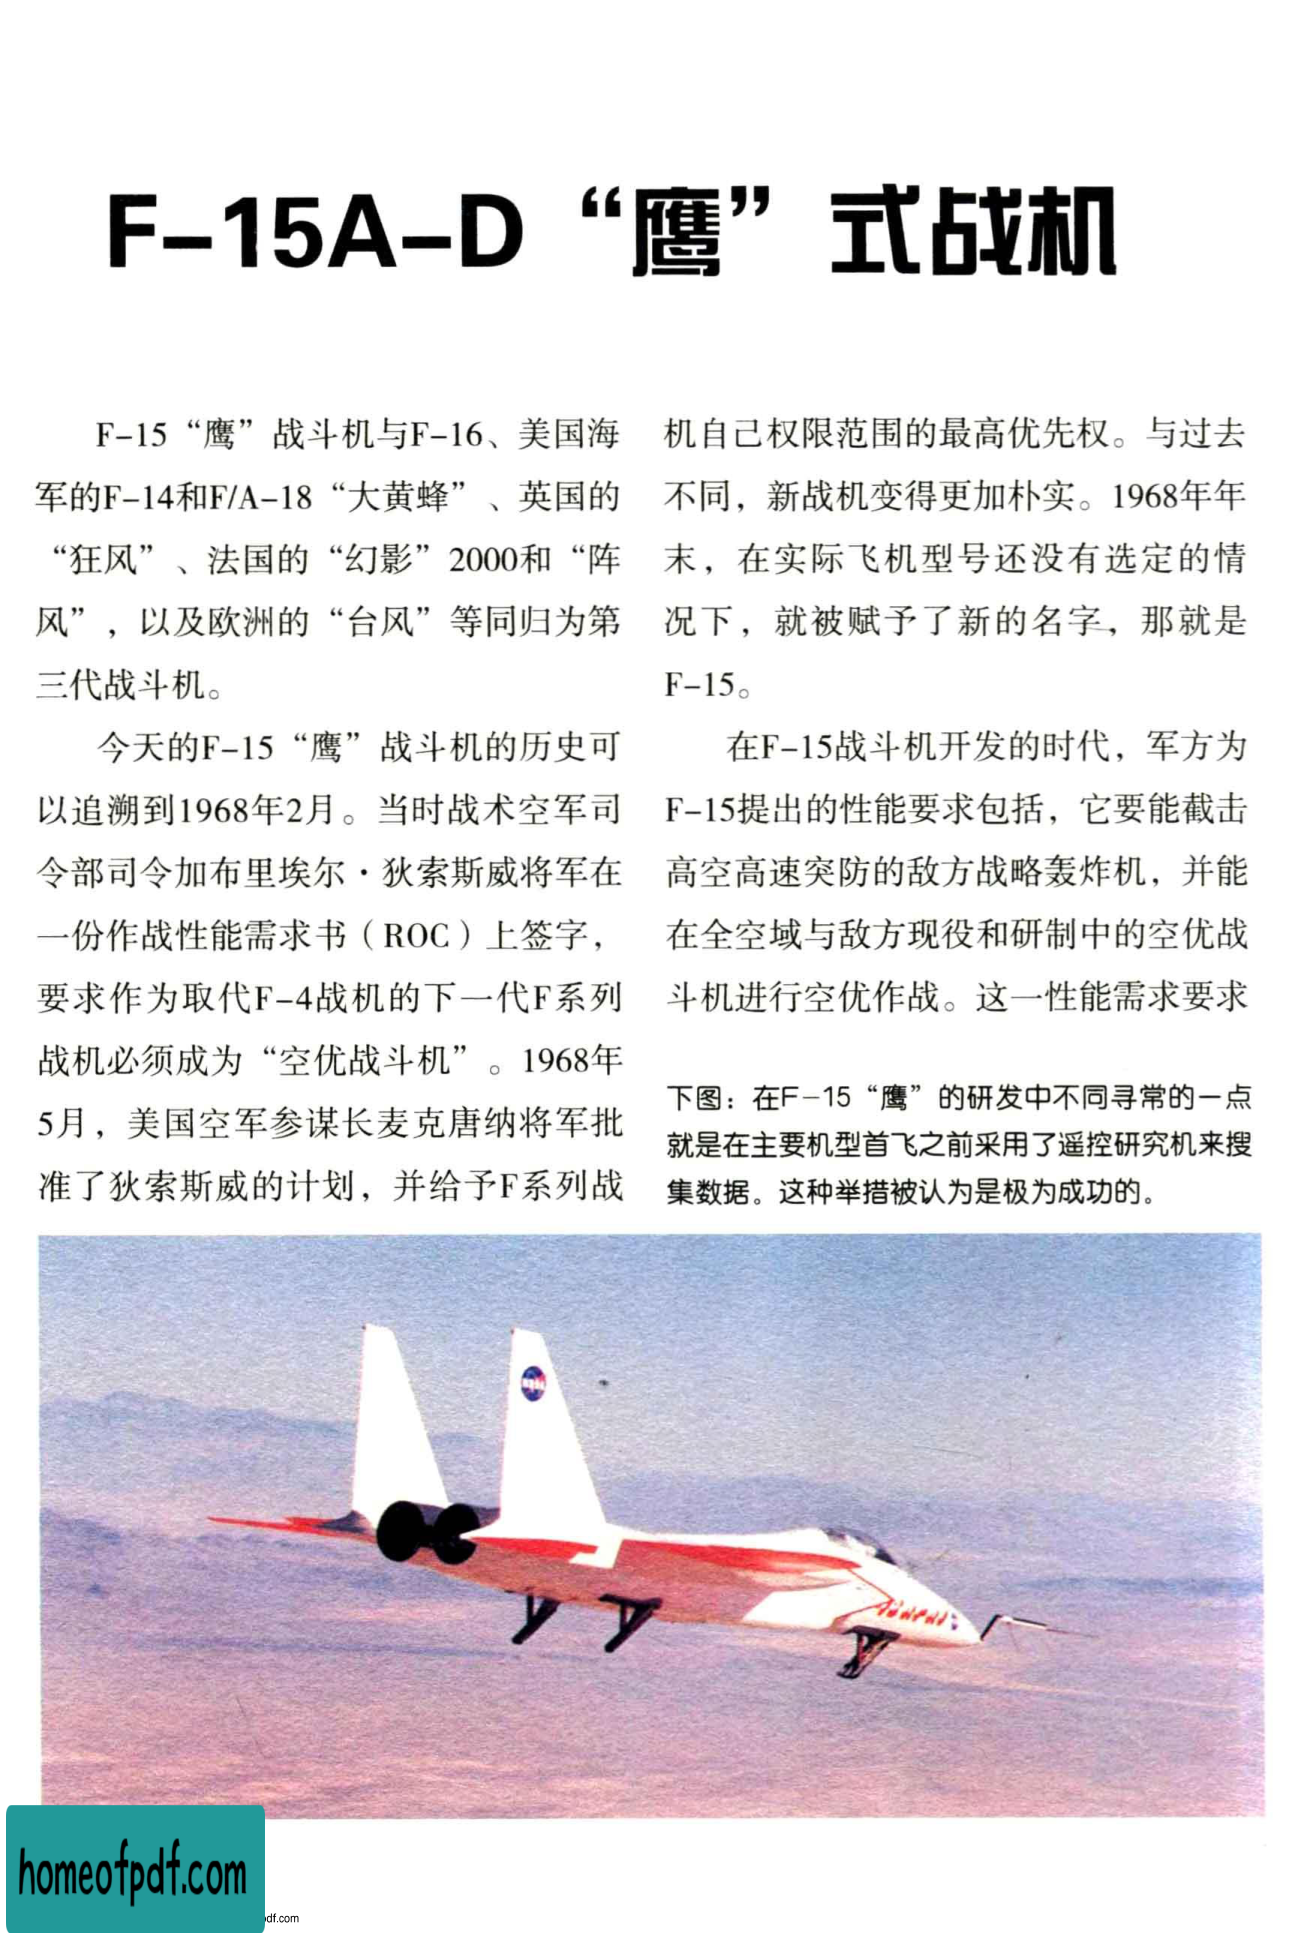 F-15A-D“鹰”式战机
F-15“鹰”战斗机与F-16、美国海
军的F-14和F/A-18“大黄蜂”、英国的
“狂风”、法国的“幻影”2000和“阵
风”，以及欧洲的“台风”等同归为第
三代战斗机。
今天的F-15“鹰”战斗机的历史可
以追溯到1968年2月。当时战术空军司
令部司令加布里埃尔·狄索斯威将军在
一份作战性能需求书（ROC）上签字，
要求作为取代F-4战机的下一代F系列
战机必须成为“空优战斗机”。1968年
5月，美国空军参谋长麦克唐纳将军批
准了狄索斯威的计划，并给予F系列战
机自己权限范围的最高优先权。与过去
不同，新战机变得更加朴实。1968年年
末，在实际飞机型号还没有选定的情
况下，就被赋予了新的名字，那就是
F-15。
在F-15战斗机开发的时代，军方为
F-15提出的性能要求包括，它要能截击
高空高速突防的敌方战略轰炸机，并能
在全空域与敌方现役和研制中的空优战
斗机进行空优作战。这一性能需求要求
下图：在F-15“鹰”的研发中不同寻常的一点
就是在主要机型首飞之前采用了遥控研究机来搜
集数据。这种举措被认为是极为成功的。
NASA
homeofpdf.com
df.com